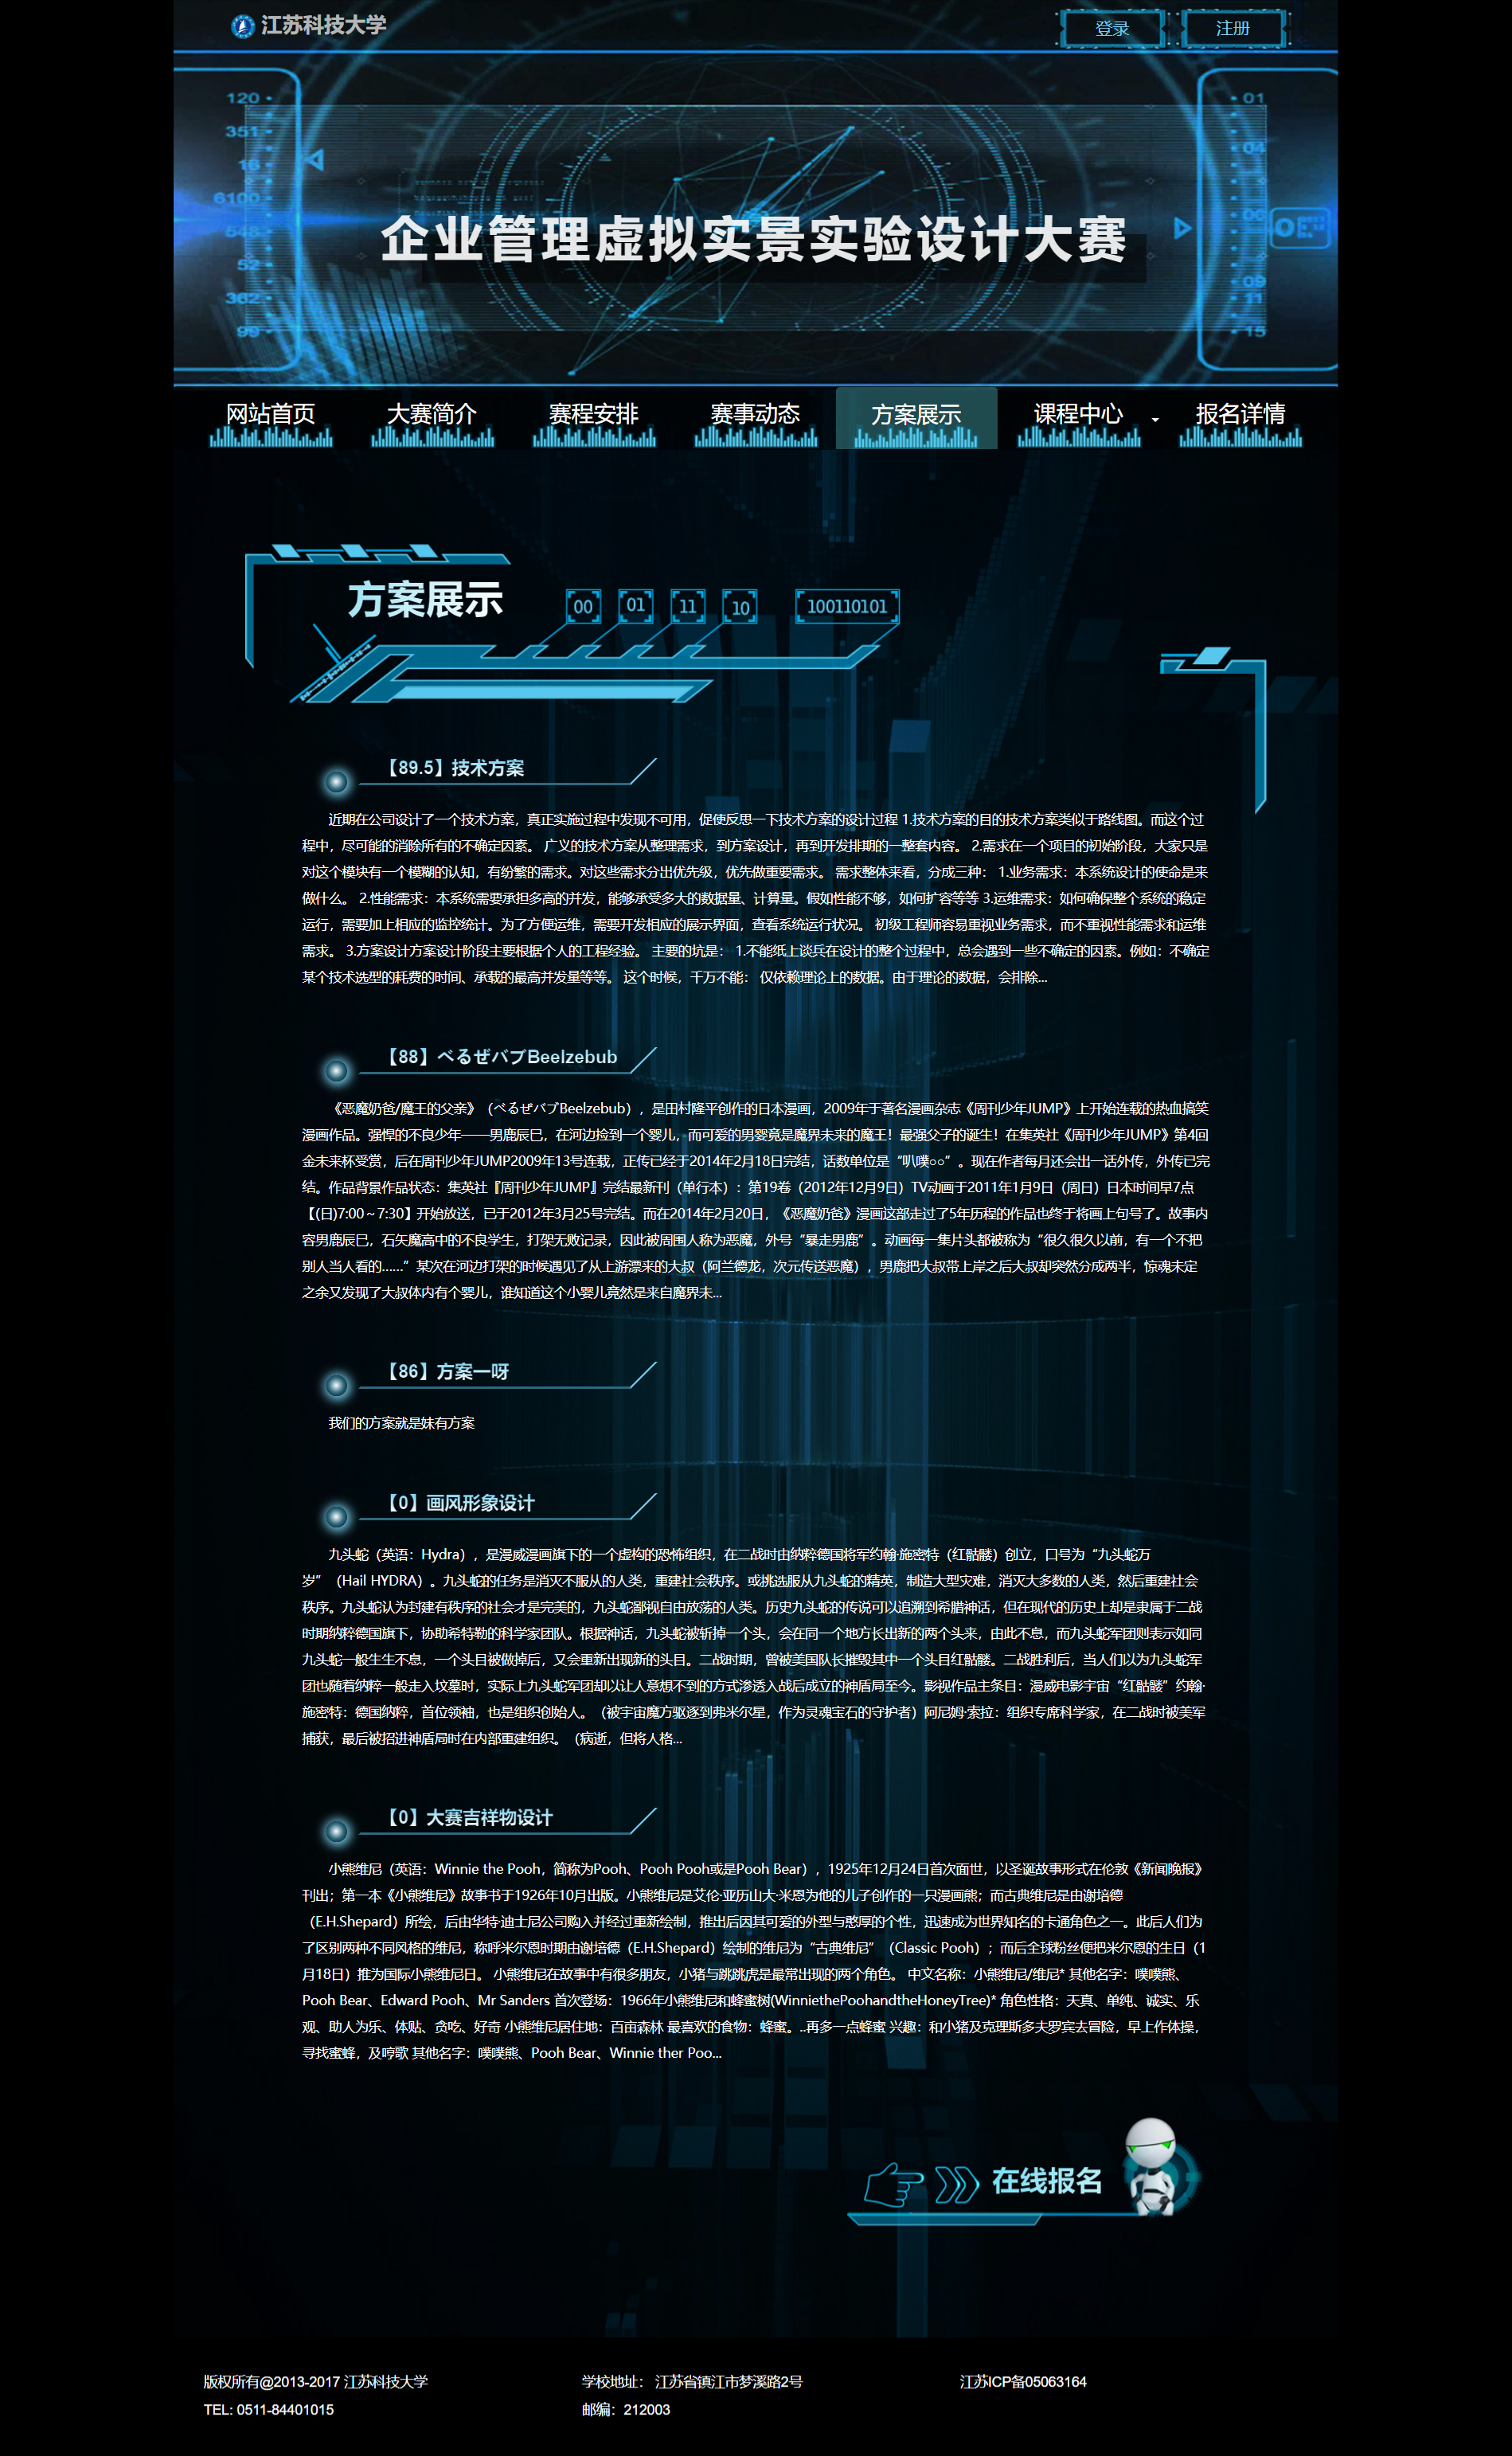 江苏科技大学
登录
注册
120
351
16
6100
548
52
362
99
01
04
06
09
11
15
企业管理虚拟实景实验设计大赛
网站首页
大赛简介
赛程安排
赛事动态
方案展示
课程中心
报名详情
方案展示
00
01
11
10
100110101
【89.5】技术方案
近期在公司设计了一个技术方案，真正实施过程中发现不可用，促使反思一下技术方案的设计过程 1.技术方案的目的技术方案类似于路线图。而这个过
程中，尽可能的消除所有的不确定因素。 广义的技术方案从整理需求，到方案设计，再到开发排期的一整套内容。 2.需求在一个项目的初始阶段，大家只是
对这个模块有一个模糊的认知，有纷繁的需求。对这些需求分出优先级，优先做重要需求。 需求整体来看，分成三种： 1.业务需求：本系统设计的使命是来
做什么。 2.性能需求：本系统需要承担多高的并发，能够承受多大的数据量、计算量。假如性能不够，如何扩容等等 3.运维需求：如何确保整个系统的稳定
运行，需要加上相应的监控统计。为了方便运维，需要开发相应的展示界面，查看系统运行状况。 初级工程师容易重视业务需求，而不重视性能需求和运维
需求。 3.方案设计方案设计阶段主要根据个人的工程经验。 主要的坑是： 1.不能纸上谈兵在设计的整个过程中，总会遇到一些不确定的因素。例如：不确定
某个技术选型的耗费的时间、承载的最高并发量等等。 这个时候，千万不能： 仅依赖理论上的数据。由于理论的数据，会排除...
【88】べるぜバブBeelzebub
《恶魔奶爸/魔王的父亲》（べるぜバブBeelzebub），是田村隆平创作的日本漫画，2009年于著名漫画杂志《周刊少年JUMP》上开始连载的热血搞笑
漫画作品。强悍的不良少年——男鹿辰巳，在河边捡到一个婴儿，而可爱的男婴竟是魔界未来的魔王！最强父子的诞生！在集英社《周刊少年JUMP》第4回
金未来杯受赏，后在周刊少年JUMP2009年13号连载，正传已经于2014年2月18日完结，话数单位是“叭噗○○”。现在作者每月还会出一话外传，外传已完
结。作品背景作品状态：集英社『周刊少年JUMP』完结最新刊（单行本）：第19卷（2012年12月9日）TV动画于2011年1月9日（周日）日本时间早7点
【(日)7:00～7:30】开始放送，已于2012年3月25号完结。而在2014年2月20日，《恶魔奶爸》漫画这部走过了5年历程的作品也终于将画上句号了。故事内
容男鹿辰巳，石矢魔高中的不良学生，打架无败记录，因此被周围人称为恶魔，外号“暴走男鹿”。动画每一集片头都被称为“很久很久以前，有一个不把
别人当人看的……”某次在河边打架的时候遇见了从上游漂来的大叔（阿兰德龙，次元传送恶魔），男鹿把大叔带上岸之后大叔却突然分成两半，惊魂未定
之余又发现了大叔体内有个婴儿，谁知道这个小婴儿竟然是来自魔界未...
【86】方案一呀
我们的方案就是妹有方案
【0】画风形象设计
九头蛇（英语：Hydra），是漫威漫画旗下的一个虚构的恐怖组织，在二战时由纳粹德国将军约翰·施密特（红骷髅）创立，口号为“九头蛇万
岁”（Hail HYDRA）。九头蛇的任务是消灭不服从的人类，重建社会秩序。或挑选服从九头蛇的精英，制造大型灾难，消灭大多数的人类，然后重建社会
秩序。九头蛇认为封建有秩序的社会才是完美的，九头蛇鄙视自由放荡的人类。历史九头蛇的传说可以追溯到希腊神话，但在现代的历史上却是隶属于二战
时期纳粹德国旗下，协助希特勒的科学家团队。根据神话，九头蛇被斩掉一个头，会在同一个地方长出新的两个头来，由此不息，而九头蛇军团则表示如同
九头蛇一般生生不息，一个头目被做掉后，又会重新出现新的头目。二战时期，曾被美国队长摧毁其中一个头目红骷髅。二战胜利后，当人们以为九头蛇军
团也随着纳粹一般走入坟墓时，实际上九头蛇军团却以让人意想不到的方式渗透入战后成立的神盾局至今。影视作品主条目：漫威电影宇宙“红骷髅”约翰·
施密特：德国纳粹，首位领袖，也是组织创始人。（被宇宙魔方驱逐到弗米尔星，作为灵魂宝石的守护者）阿尼姆·索拉：组织专席科学家，在二战时被美军
捕获，最后被招进神盾局时在内部重建组织。（病逝，但将人格...
【0】大赛吉祥物设计
小熊维尼（英语：Winnie the Pooh，简称为Pooh、Pooh Pooh或是Pooh Bear），1925年12月24日首次面世，以圣诞故事形式在伦敦《新闻晚报》
刊出；第一本《小熊维尼》故事书于1926年10月出版。小熊维尼是艾伦·亚历山大·米恩为他的儿子创作的一只漫画熊；而古典维尼是由谢培德
（E.H.Shepard）所绘，后由华特·迪士尼公司购入并经过重新绘制，推出后因其可爱的外型与憨厚的个性，迅速成为世界知名的卡通角色之一。此后人们为
了区别两种不同风格的维尼，称呼米尔恩时期由谢培德（E.H.Shepard）绘制的维尼为“古典维尼”（Classic Pooh）；而后全球粉丝便把米尔恩的生日（1
月18日）推为国际小熊维尼日。 小熊维尼在故事中有很多朋友，小猪与跳跳虎是最常出现的两个角色。 中文名称：小熊维尼/维尼* 其他名字：噗噗熊、
Pooh Bear、Edward Pooh、Mr Sanders 首次登场：1966年小熊维尼和蜂蜜树(WinniethePoohandtheHoneyTree)* 角色性格：天真、单纯、诚实、乐
观、助人为乐、体贴、贪吃、好奇 小熊维尼居住地：百亩森林 最喜欢的食物：蜂蜜。..再多一点蜂蜜 兴趣：和小猪及克理斯多夫罗宾去冒险，早上作体操，
寻找蜜蜂，及哼歌 其他名字：噗噗熊、Pooh Bear、Winnie ther Poo...
在线报名
版权所有@2013-2017 江苏科技大学
学校地址： 江苏省镇江市梦溪路2号
江苏ICP备05063164
TEL: 0511-84401015
邮编：212003